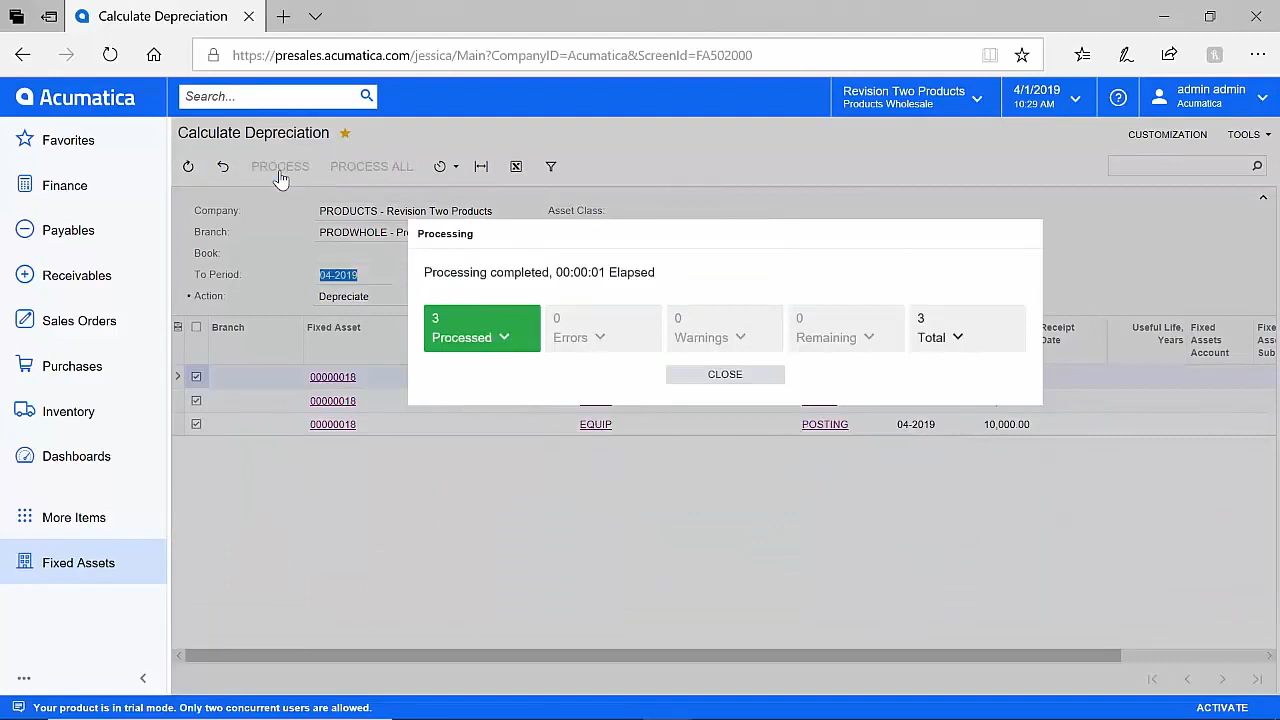 Calculate Depreciation
https://presales.acumatica.com/jessica/Main?CompanyID=Acumatica&ScreenId=FA502000
Acumatica
Search...
Revision Two Products
Products Wholesale
4/1/2019
10:29 AM
admin admin
Acumatica
Favorites
Finance
Payables
Receivables
Sales Orders
Purchases
Inventory
Dashboards
More Items
Fixed Assets
Calculate Depreciation
CUSTOMIZATION TOOLS
PROCESS PROCESS ALL
Company: PRODUCTS - Revision Two Products Asset Class:
Branch: PRODWHOLE
Book:
To Period: 04-2019
Action: Depreciate
Processing
Processing completed, 00:00:01 Elapsed
3 0 0 0 3
Processed Errors Warnings Remaining Total
CLOSE
Branch Fixed Asset Receipt Date Useful Life, Years Fixed Assets Account
00000018
00000018
00000018 EQUIP POSTING 04-2019 10,000.00
Your product is in trial mode. Only two concurrent users are allowed. ACTIVATE